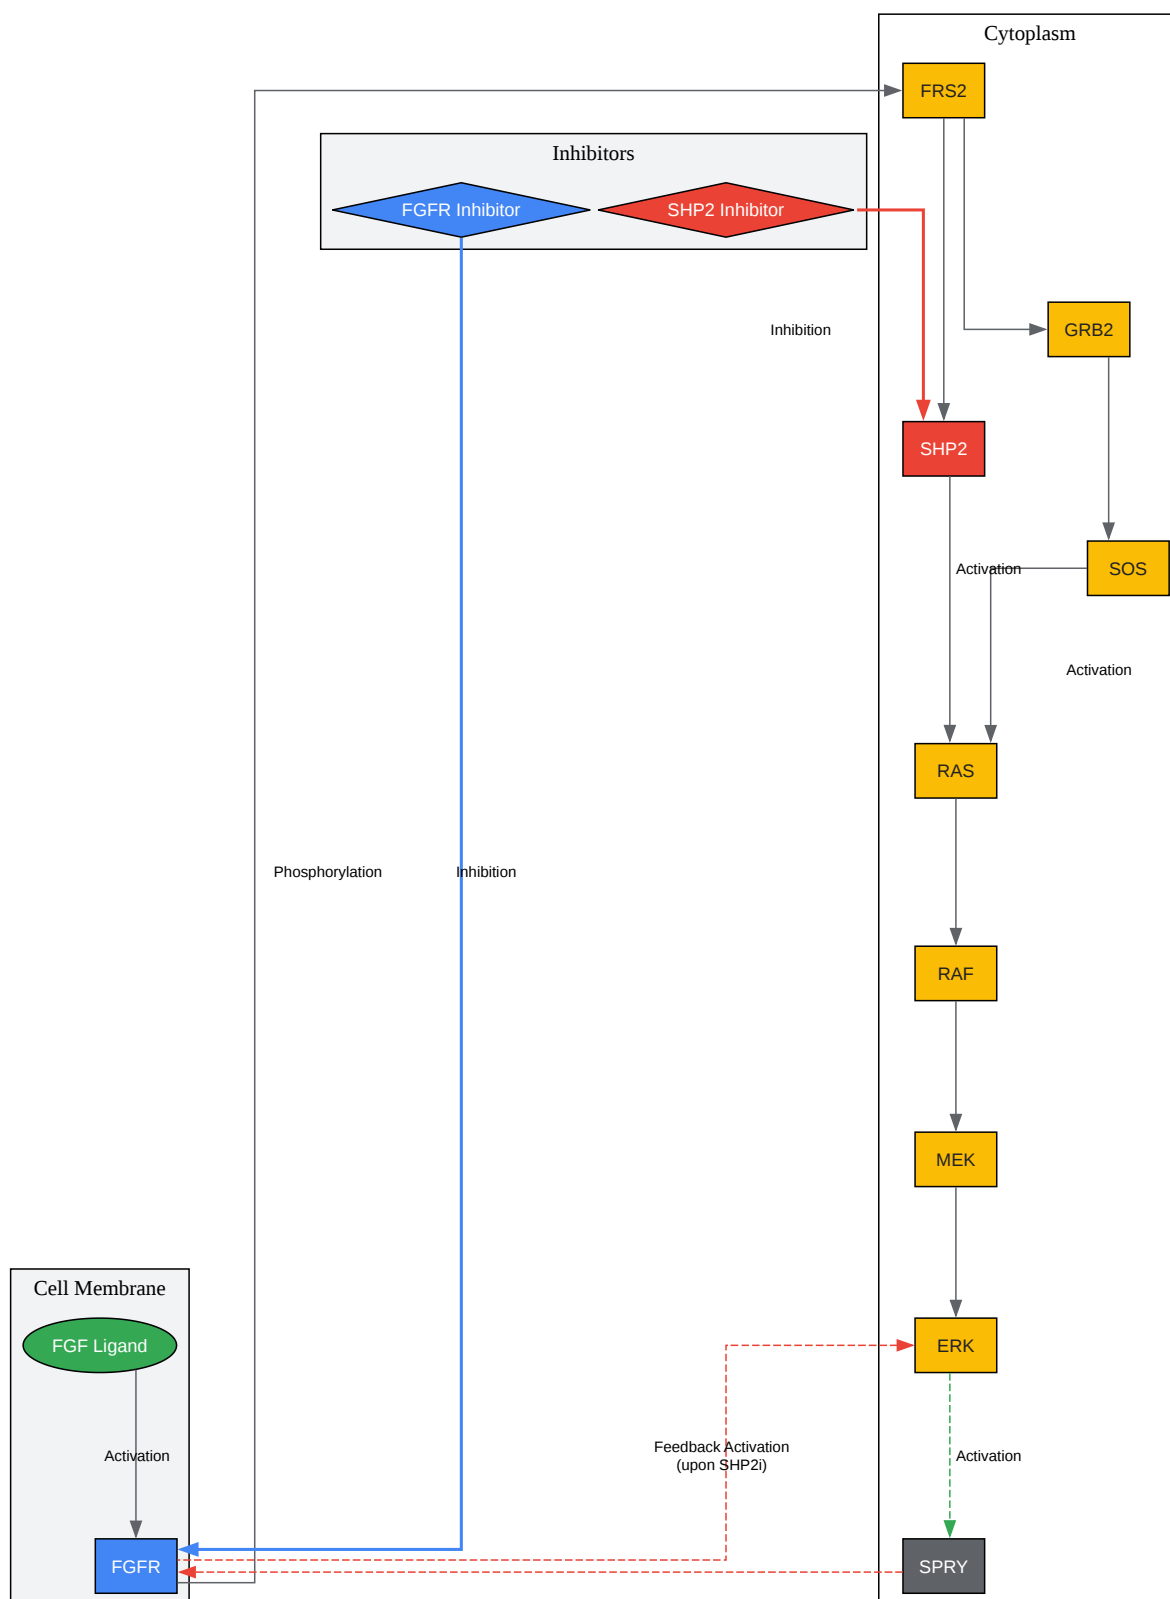 Cytoplasm
FRS2
Inhibitors
FGFR Inhibitor
SHP2 Inhibitor
Inhibition
GRB2
SHP2
Activation
SOS
Activation
RAS
Phosphorylation
Inhibition
RAF
MEK
Cell Membrane
FGF Ligand
ERK
Activation
Feedback Activation
(upon SHP2i)
Activation
FGFR
SPRY